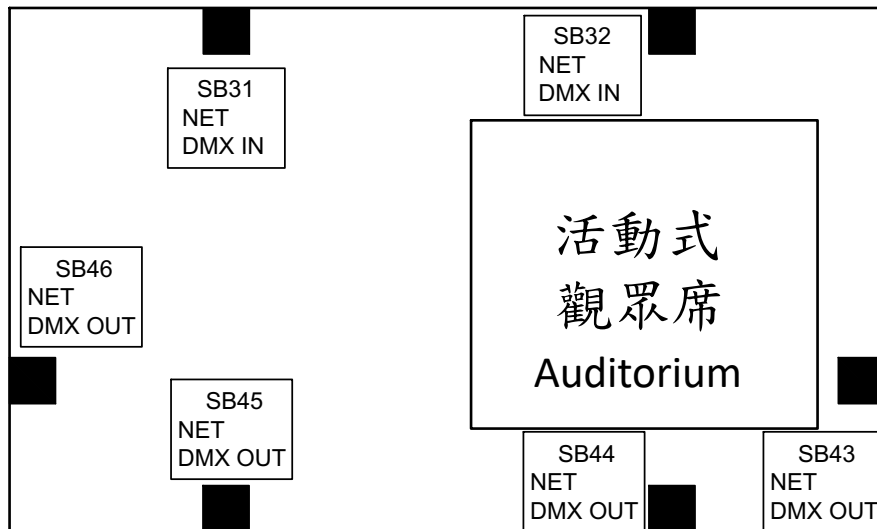 SB31
NET
DMX IN
SB32
NET
DMX IN
活動式
觀眾席
Auditorium
SB46
NET
DMX OUT
SB45
NET
DMX OUT
SB44
NET
DMX OUT
SB43
NET
DMX OUT